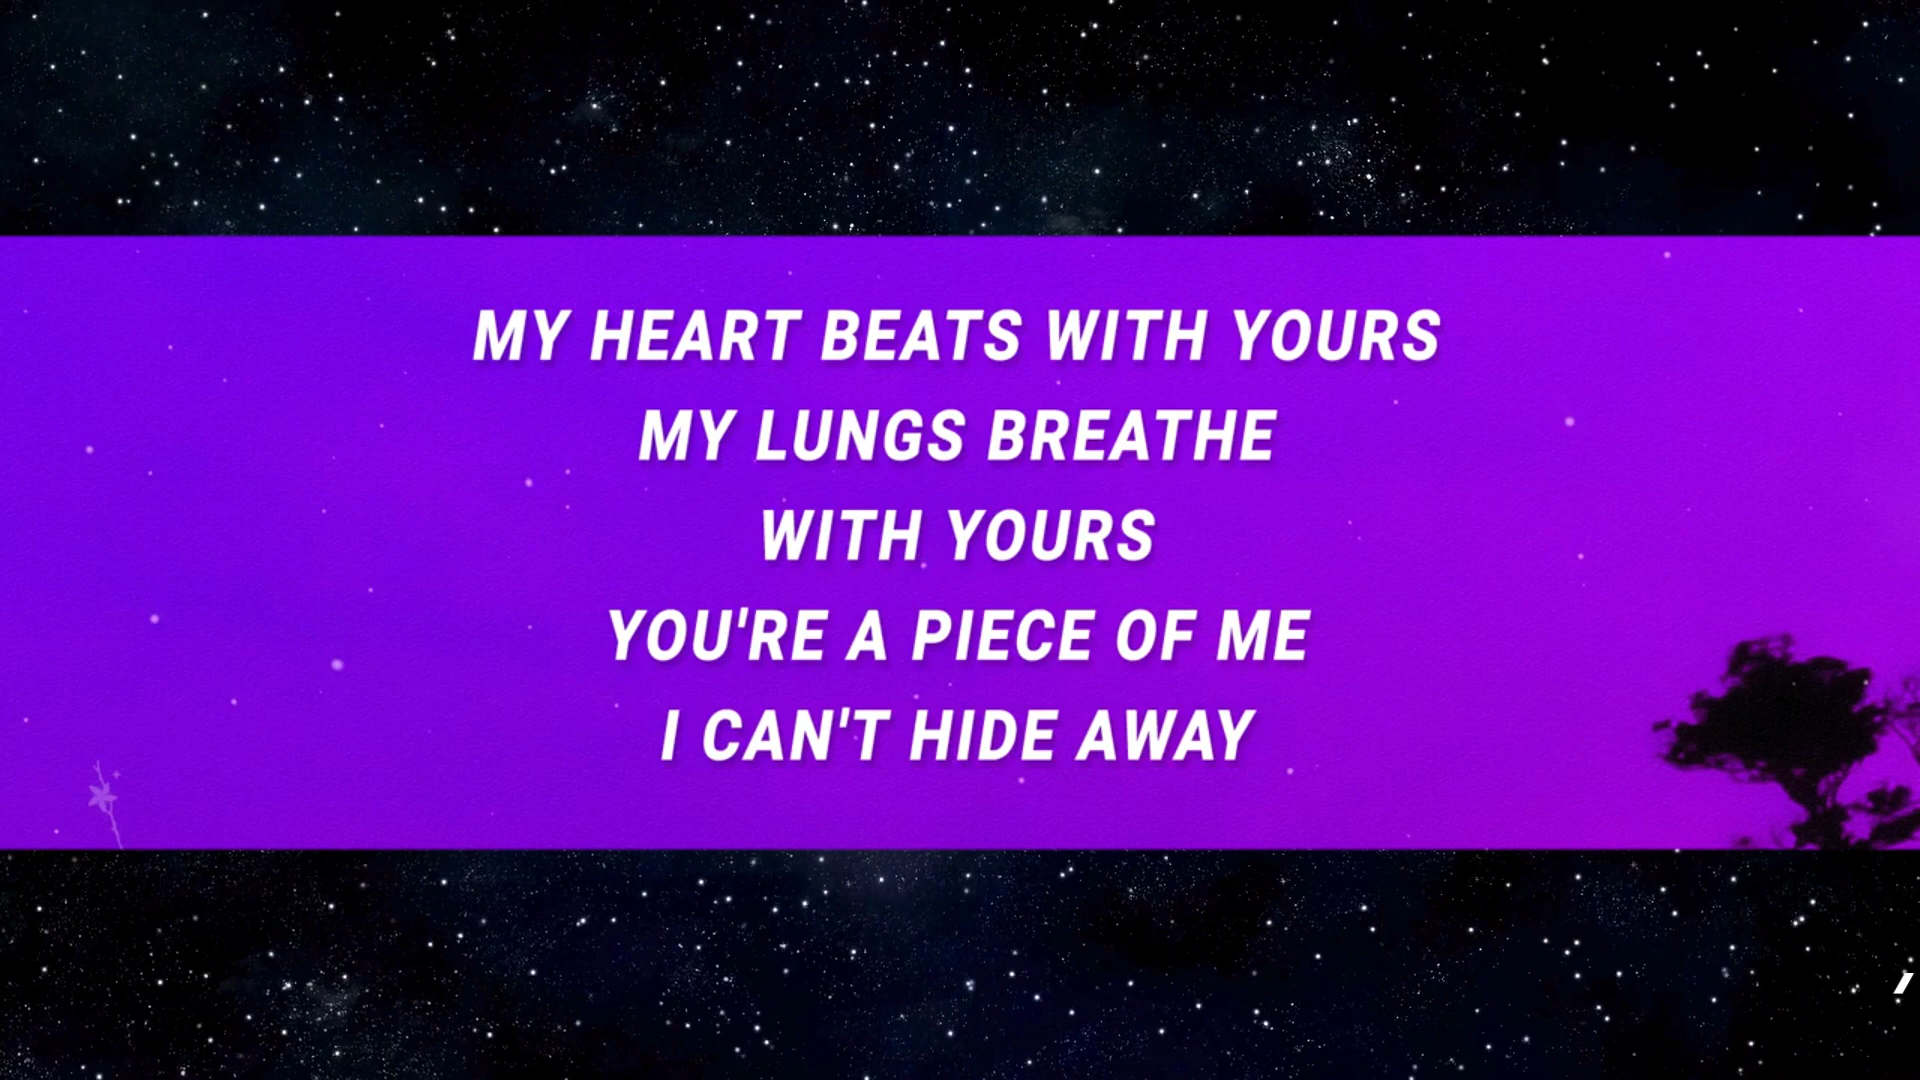 MY HEART BEATS WITH YOURS
MY LUNGS BREATHE
WITH YOURS
YOU'RE A PIECE OF ME
I CAN'T HIDE AWAY